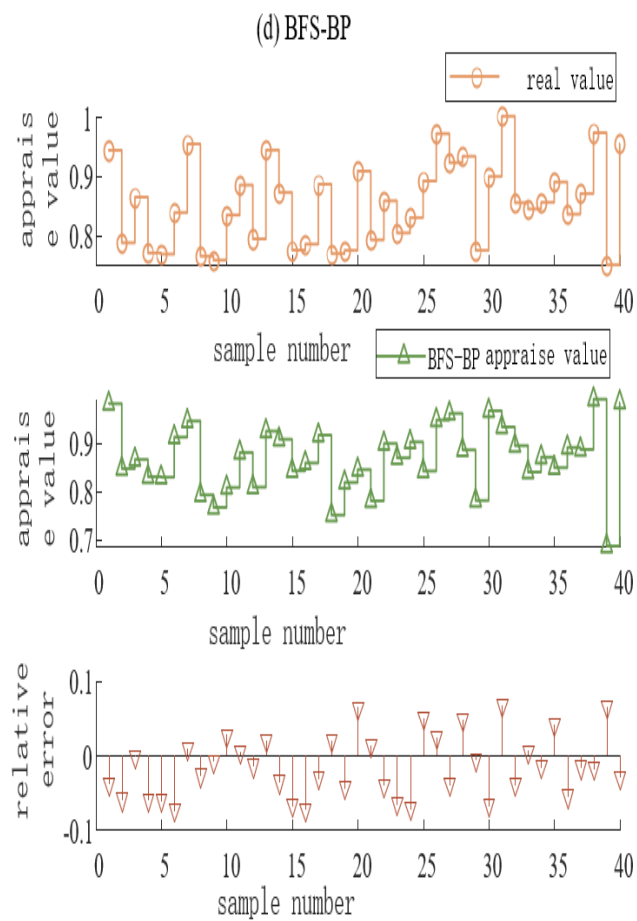 (d) BFS-BP
real value
1
0.9
0.8
apprais
e value
0 5 10 15 20 25 30 35 40
sample number
BFS-BP appraise value
0.9
0.8
0.7
apprais
e value
0 5 10 15 20 25 30 35 40
sample number
0.1
0
-0.1
relative
error
0 5 10 15 20 25 30 35 40
sample number